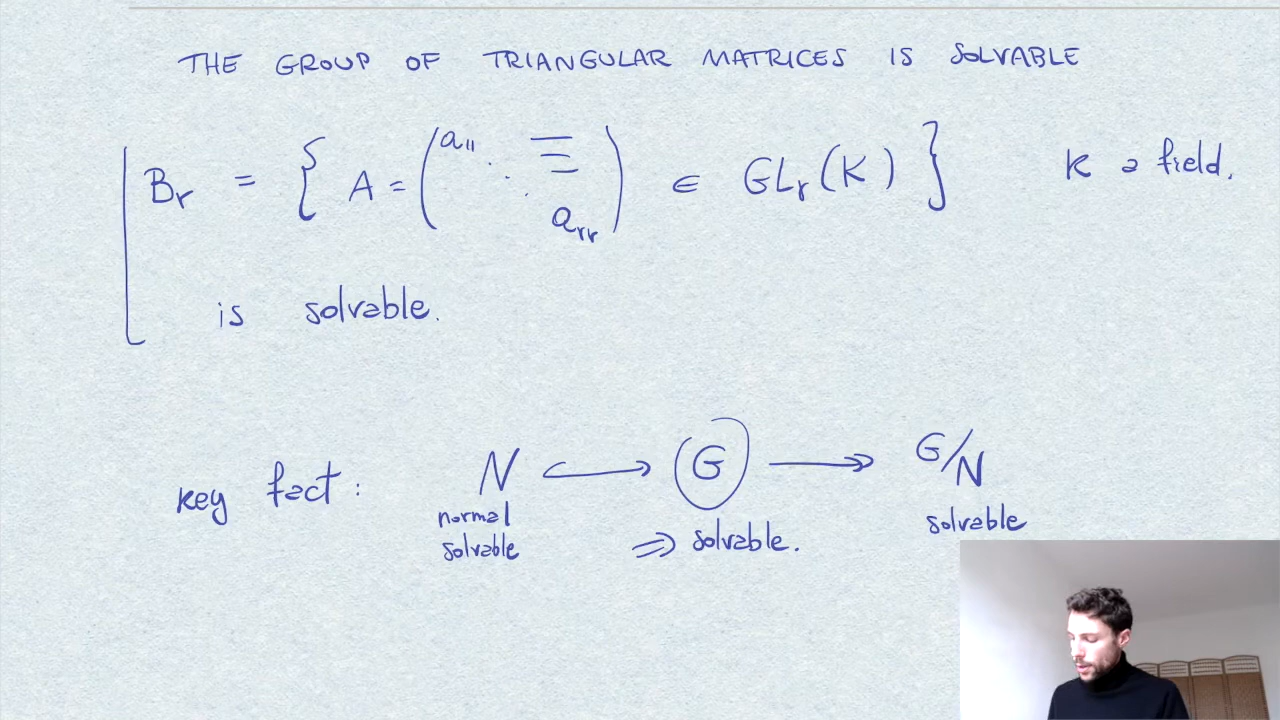 THE GROUP OF TRIANGULAR MATRICES IS SOLVABLE
Br = { A = ( a11 ⋱ arr ) ∈ GLr(K) } K a field.
is solvable.
key fact: N ↪ G ↠ G/N
normal solvable
solvable ⇒ solvable.